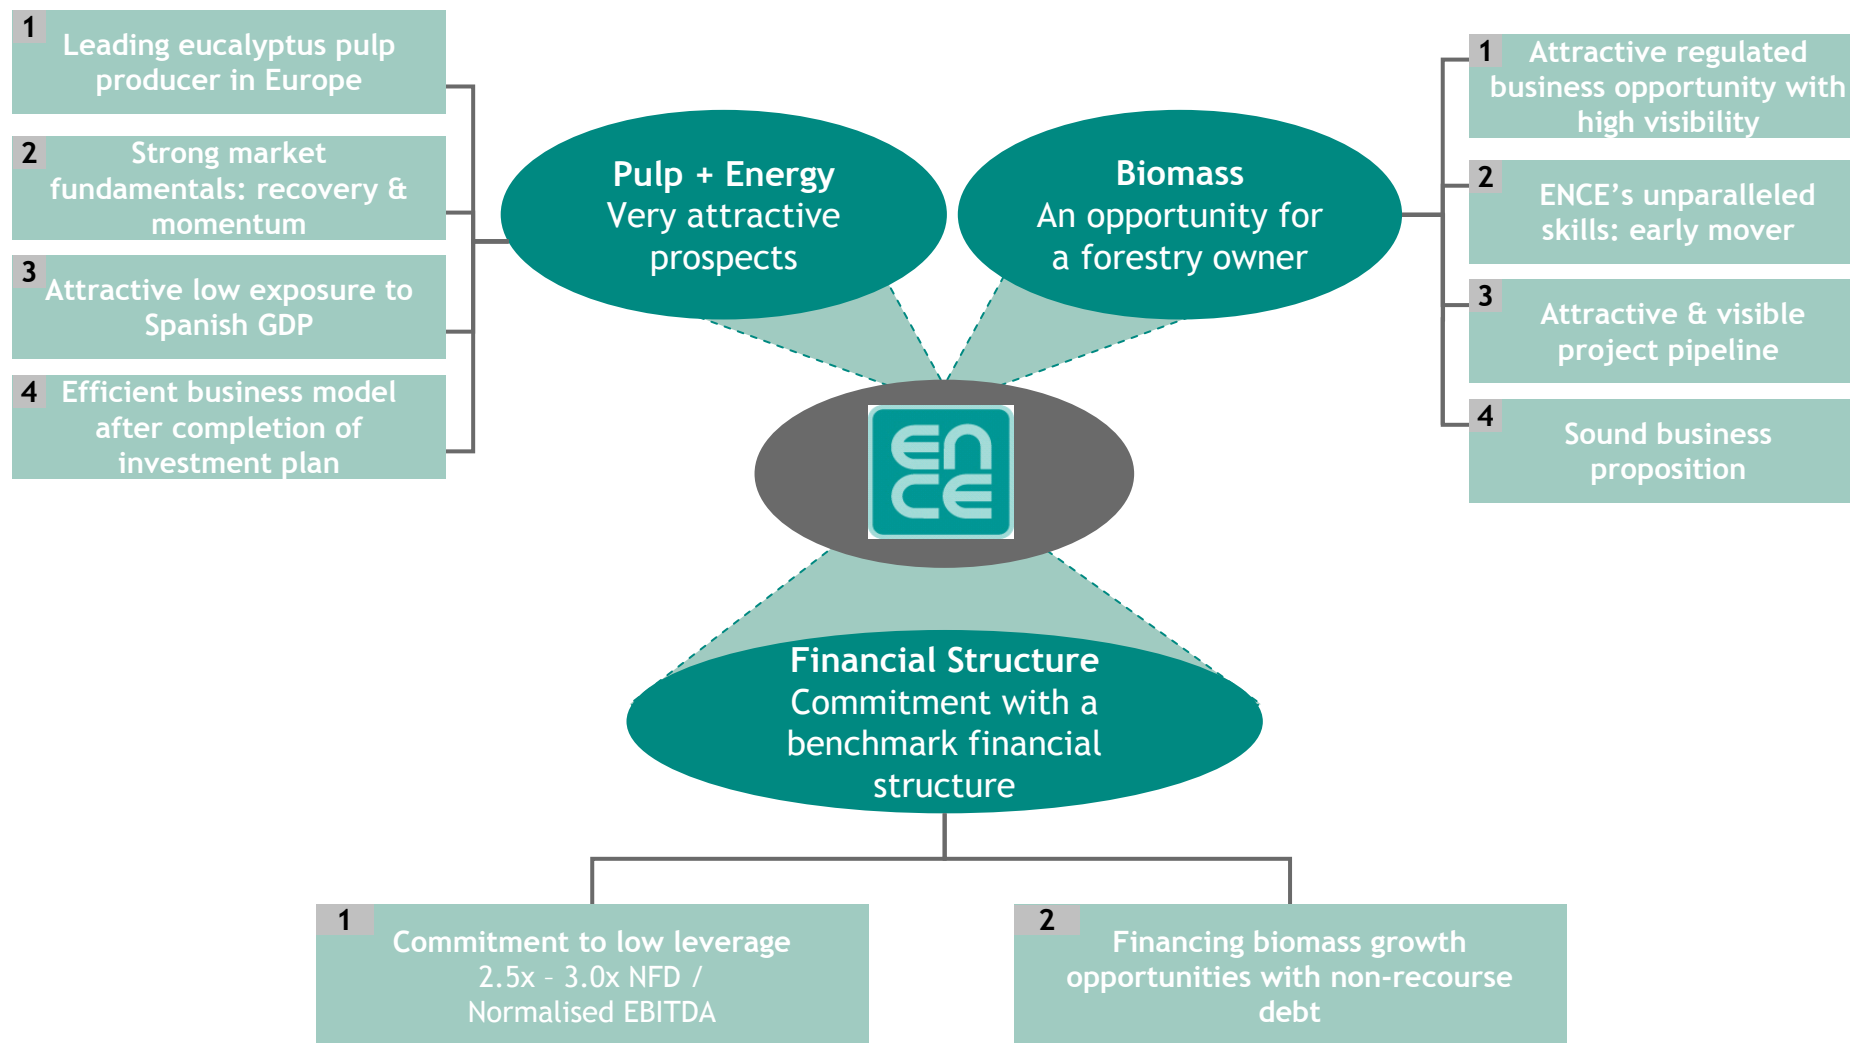 1
Leading eucalyptus pulp
producer in Europe
2
Strong market
fundamentals: recovery &
momentum
3
Attractive low exposure to
Spanish GDP
4
Efficient business model
after completion of
investment plan
Pulp + Energy
Very attractive
prospects
Biomass
An opportunity for
a forestry owner
1
Attractive regulated
business opportunity with
high visibility
2
ENCE’s unparalleled
skills: early mover
3
Attractive & visible
project pipeline
4
Sound business
proposition
EN
CE
Financial Structure
Commitment with a
benchmark financial
structure
1
Commitment to low leverage
2.5x – 3.0x NFD /
Normalised EBITDA
2
Financing biomass growth
opportunities with non-recourse
debt